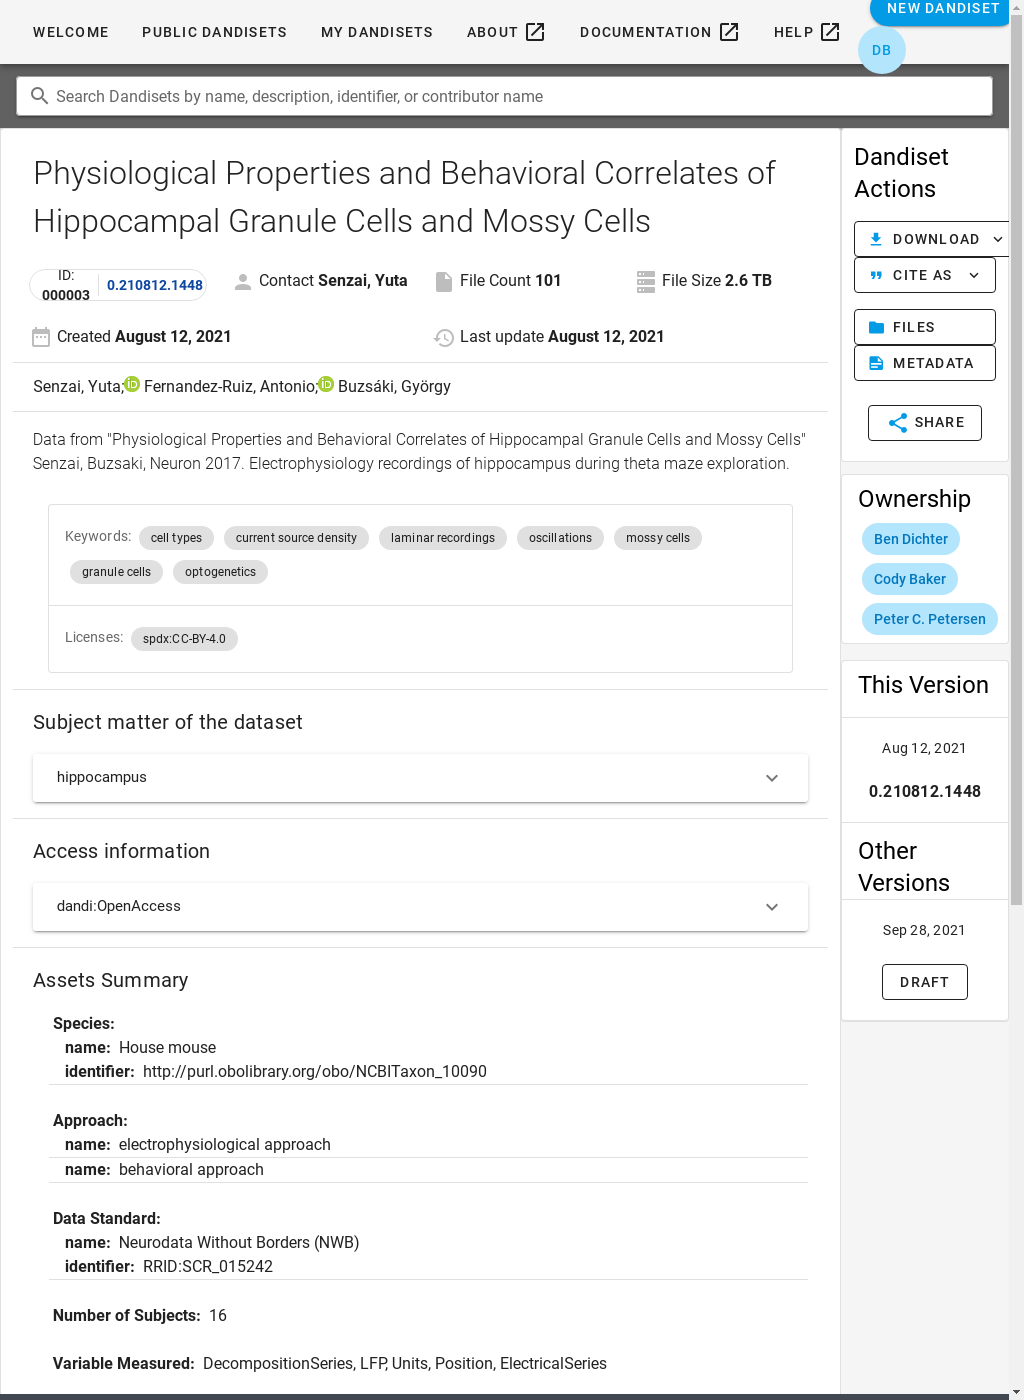 WELCOME PUBLIC DANDISETS MY DANDISETS ABOUT DOCUMENTATION HELP NEW DANDISET
DB
Search Dandisets by name, description, identifier, or contributor name
Physiological Properties and Behavioral Correlates of
Hippocampal Granule Cells and Mossy Cells
ID:
000003 0.210812.1448
Contact Senzai, Yuta
File Count 101
File Size 2.6 TB
Created August 12, 2021
Last update August 12, 2021
Senzai, Yuta; Fernandez-Ruiz, Antonio; Buzsáki, György
Data from "Physiological Properties and Behavioral Correlates of Hippocampal Granule Cells and Mossy Cells"
Senzai, Buzsaki, Neuron 2017. Electrophysiology recordings of hippocampus during theta maze exploration.
Keywords: cell types current source density laminar recordings oscillations mossy cells
granule cells optogenetics
Licenses: spdx:CC-BY-4.0
Subject matter of the dataset
hippocampus
Access information
dandi:OpenAccess
Assets Summary
Species:
name: House mouse
identifier: http://purl.obolibrary.org/obo/NCBITaxon_10090
Approach:
name: electrophysiological approach
name: behavioral approach
Data Standard:
name: Neurodata Without Borders (NWB)
identifier: RRID:SCR_015242
Number of Subjects: 16
Variable Measured: DecompositionSeries, LFP, Units, Position, ElectricalSeries
Dandiset
Actions
DOWNLOAD
CITE AS
FILES
METADATA
SHARE
Ownership
Ben Dichter
Cody Baker
Peter C. Petersen
This Version
Aug 12, 2021
0.210812.1448
Other
Versions
Sep 28, 2021
DRAFT